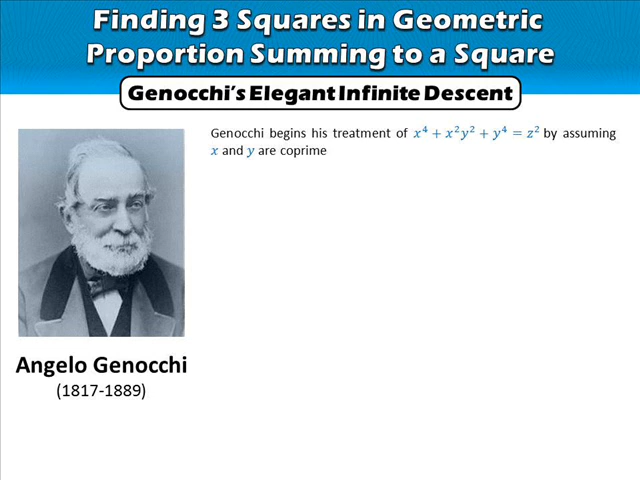 Finding 3 Squares in Geometric
Proportion Summing to a Square
Genocchi's Elegant Infinite Descent
Genocchi begins his treatment of x⁴ + x²y² + y⁴ = z² by assuming
x and y are coprime
Angelo Genocchi
(1817-1889)